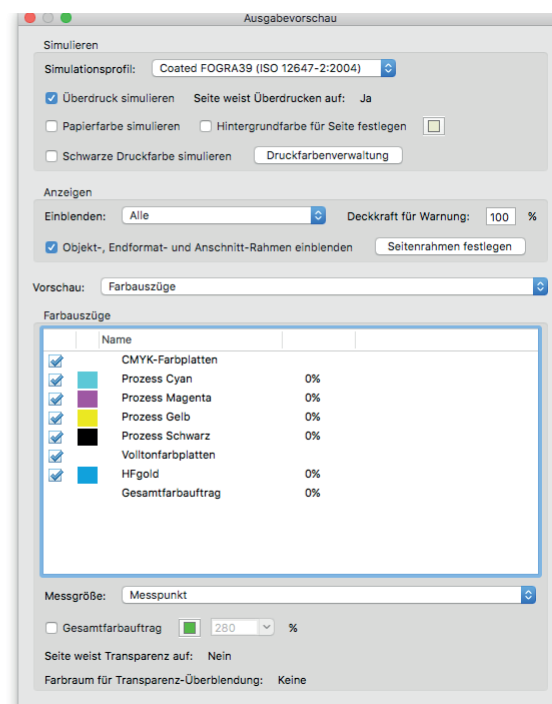 Ausgabevorschau
Simulieren
Simulationsprofil: Coated FOGRA39 (ISO 12647-2:2004)
Überdruck simulieren Seite weist Überdrucken auf: Ja
Papierfarbe simulieren Hintergrundfarbe für Seite festlegen
Schwarze Druckfarbe simulieren Druckfarbenverwaltung
Anzeigen
Einblenden: Alle Deckkraft für Warnung: 100 %
Objekt-, Endformat- und Anschnitt-Rahmen einblenden Seitenrahmen festlegen
Vorschau: Farbauszüge
Farbauszüge
Name
CMYK-Farbplatten
Prozess Cyan 0%
Prozess Magenta 0%
Prozess Gelb 0%
Prozess Schwarz 0%
Volltonfarbplatten
HFgold 0%
Gesamtfarbauftrag 0%
Messgröße: Messpunkt
Gesamtfarbauftrag 280 %
Seite weist Transparenz auf: Nein
Farbraum für Transparenz-Überblendung: Keine